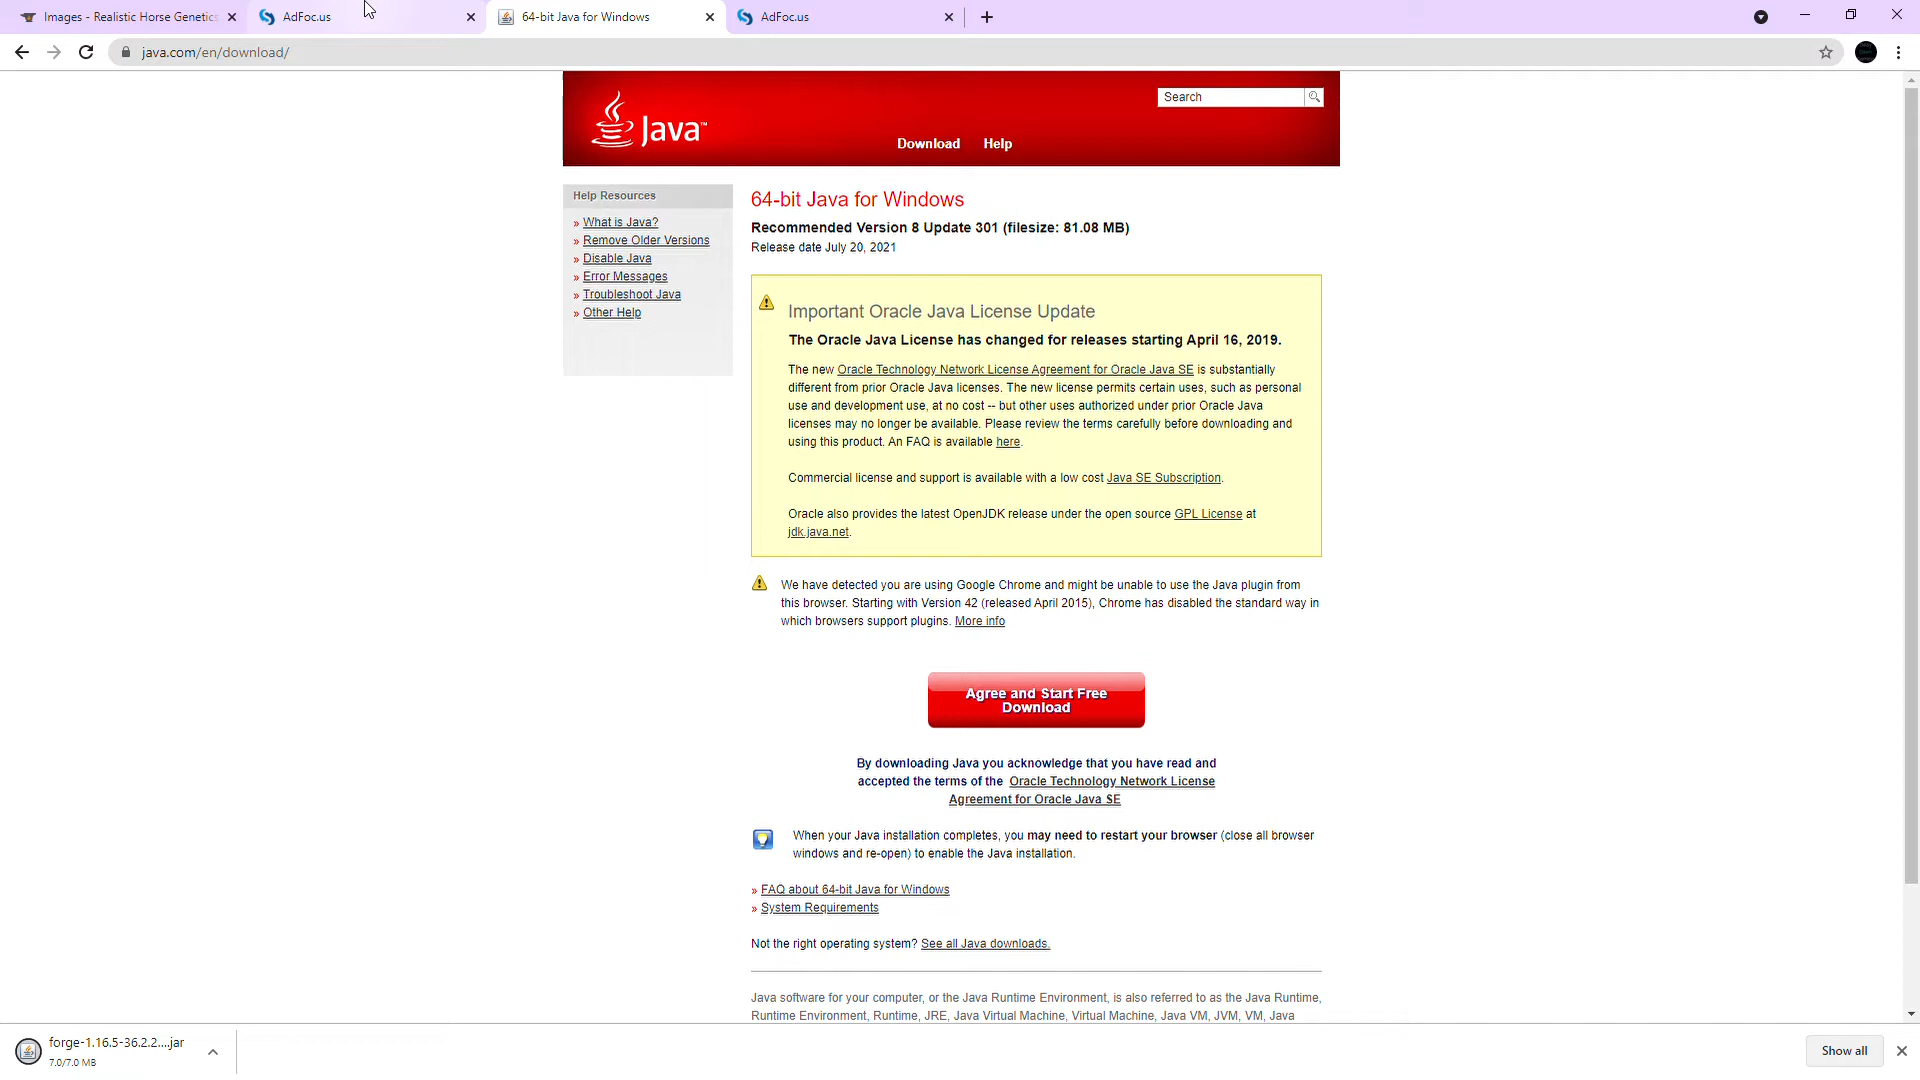 Images - Realistic Horse Genetics
AdFoc.us
64-bit Java for Windows
AdFoc.us
java.com/en/download/
Java™
Search
Download
Help
Help Resources
» What is Java?
» Remove Older Versions
» Disable Java
» Error Messages
» Troubleshoot Java
» Other Help
64-bit Java for Windows
Recommended Version 8 Update 301 (filesize: 81.08 MB)
Release date July 20, 2021
Important Oracle Java License Update
The Oracle Java License has changed for releases starting April 16, 2019.
The new Oracle Technology Network License Agreement for Oracle Java SE is substantially
different from prior Oracle Java licenses. The new license permits certain uses, such as personal
use and development use, at no cost -- but other uses authorized under prior Oracle Java
licenses may no longer be available. Please review the terms carefully before downloading and
using this product. An FAQ is available here.
Commercial license and support is available with a low cost Java SE Subscription.
Oracle also provides the latest OpenJDK release under the open source GPL License at
jdk.java.net.
We have detected you are using Google Chrome and might be unable to use the Java plugin from
this browser. Starting with Version 42 (released April 2015), Chrome has disabled the standard way in
which browsers support plugins. More info
Agree and Start Free
Download
By downloading Java you acknowledge that you have read and
accepted the terms of the Oracle Technology Network License
Agreement for Oracle Java SE
When your Java installation completes, you may need to restart your browser (close all browser
windows and re-open) to enable the Java installation.
» FAQ about 64-bit Java for Windows
» System Requirements
Not the right operating system? See all Java downloads.
Java software for your computer, or the Java Runtime Environment, is also referred to as the Java Runtime,
Runtime Environment, Runtime, JRE, Java Virtual Machine, Virtual Machine, Java VM, JVM, VM, Java
forge-1.16.5-36.2.2....jar
7.0/7.0 MB
Show all